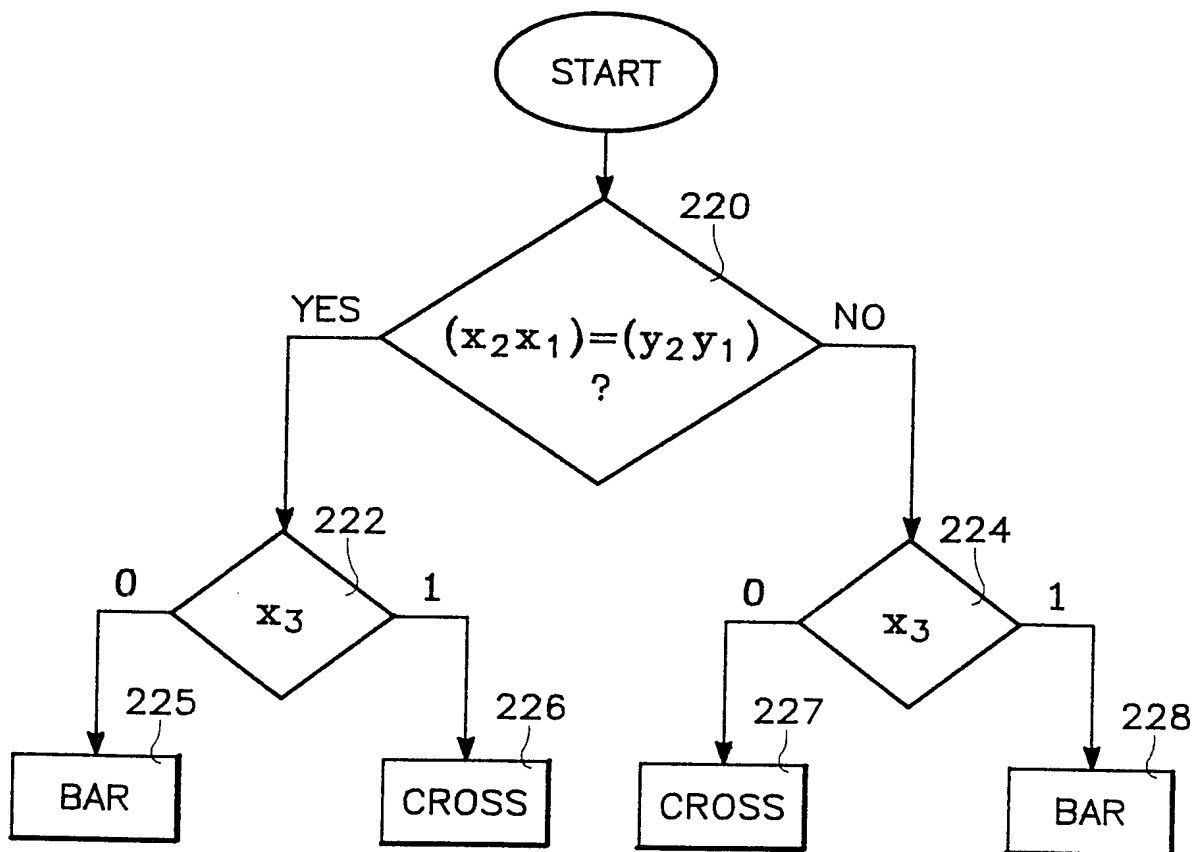 START
220
YES
NO
(x₂x₁)=(y₂y₁)
?
222
224
0
1
0
1
x₃
x₃
225
226
227
228
BAR
CROSS
CROSS
BAR